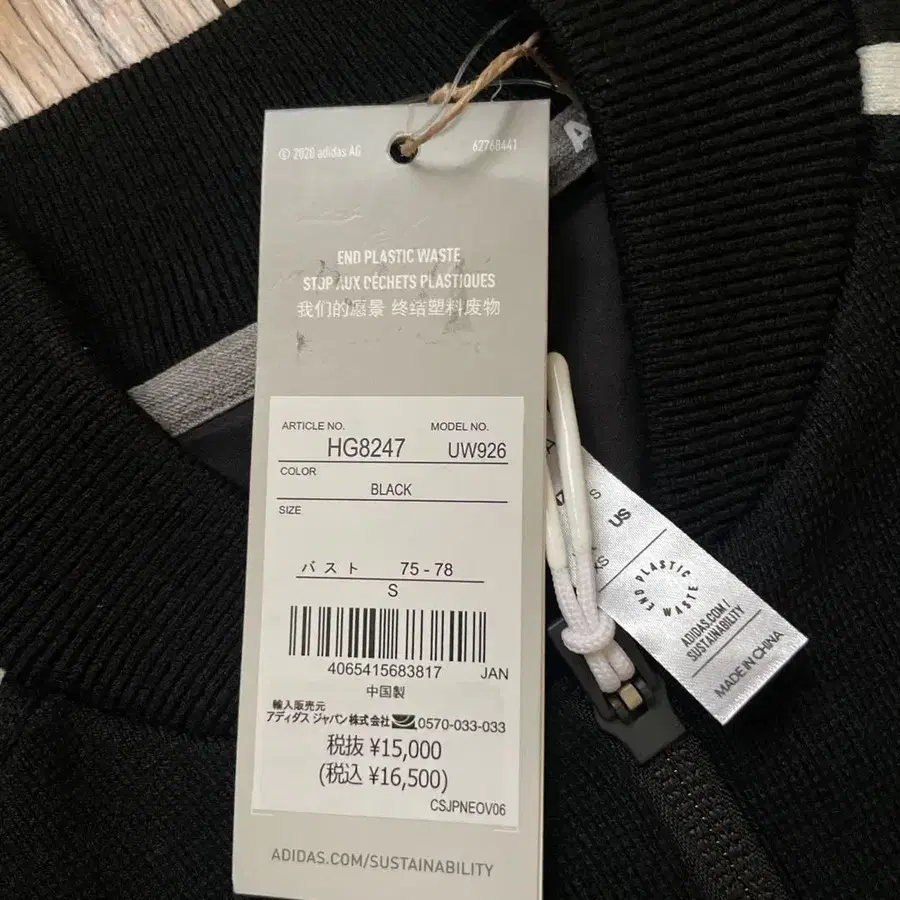 © 2020 adidas AG
62768441
END PLASTIC WASTE
STOP AUX DÉCHETS PLASTIQUES
我们的愿景 终结塑料废物
ARTICLE NO. MODEL NO.
HG8247 UW926
COLOR
BLACK
SIZE
バスト 75 - 78
S
4065415683817 JAN
中国製
輸入販売元
アディダス ジャパン株式会社 0570-033-033
税抜 ¥15,000
(税込 ¥16,500)
CSJPNEOV06
ADIDAS.COM/SUSTAINABILITY
A
S
US
END PLASTIC WASTE
ADIDAS.COM/
SUSTAINABILITY
MADE IN CHINA